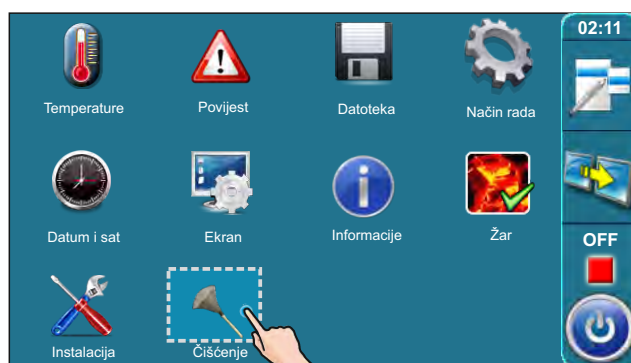 02:11
Temperature
Povijest
Datoteka
Način rada
Datum i sat
Ekran
Informacije
Žar
OFF
Instalacija
Čišćenje